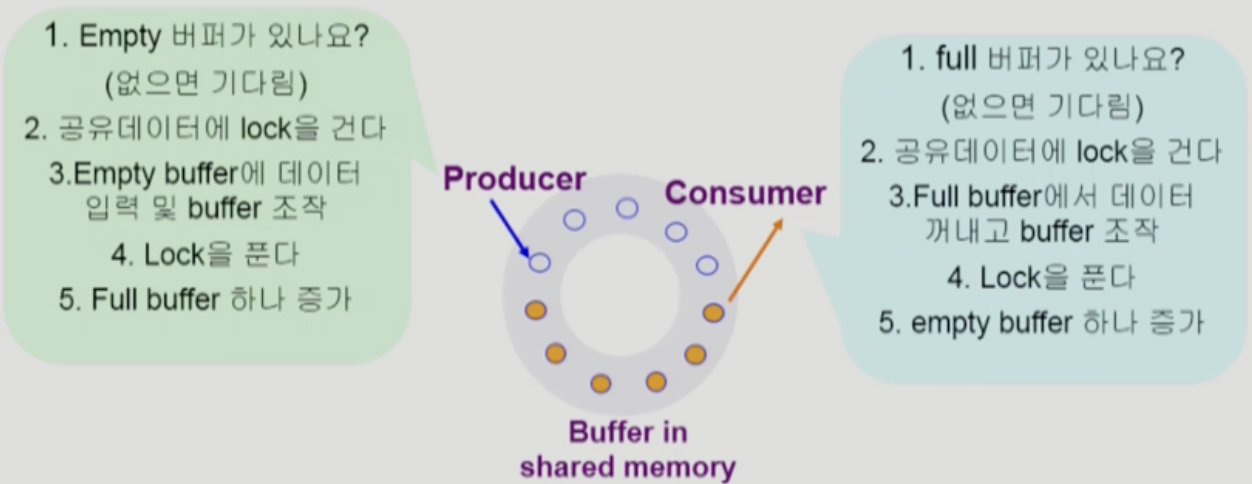 1. Empty 버퍼가 있나요?
(없으면 기다림)
2. 공유데이터에 lock을 건다
3.Empty buffer에 데이터
입력 및 buffer 조작
4. Lock을 푼다
5. Full buffer 하나 증가
Producer
Consumer
Buffer in
shared memory
1. full 버퍼가 있나요?
(없으면 기다림)
2. 공유데이터에 lock을 건다
3.Full buffer에서 데이터
꺼내고 buffer 조작
4. Lock을 푼다
5. empty buffer 하나 증가